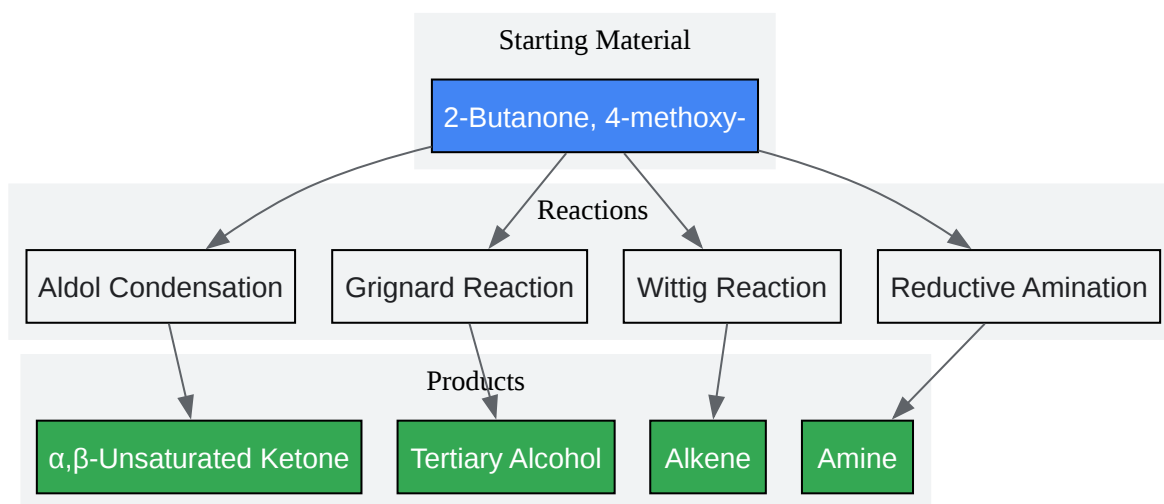 Starting Material
2-Butanone, 4-methoxy-
Reactions
Aldol Condensation
Grignard Reaction
Wittig Reaction
Reductive Amination
Products
α,β-Unsaturated Ketone
Tertiary Alcohol
Alkene
Amine